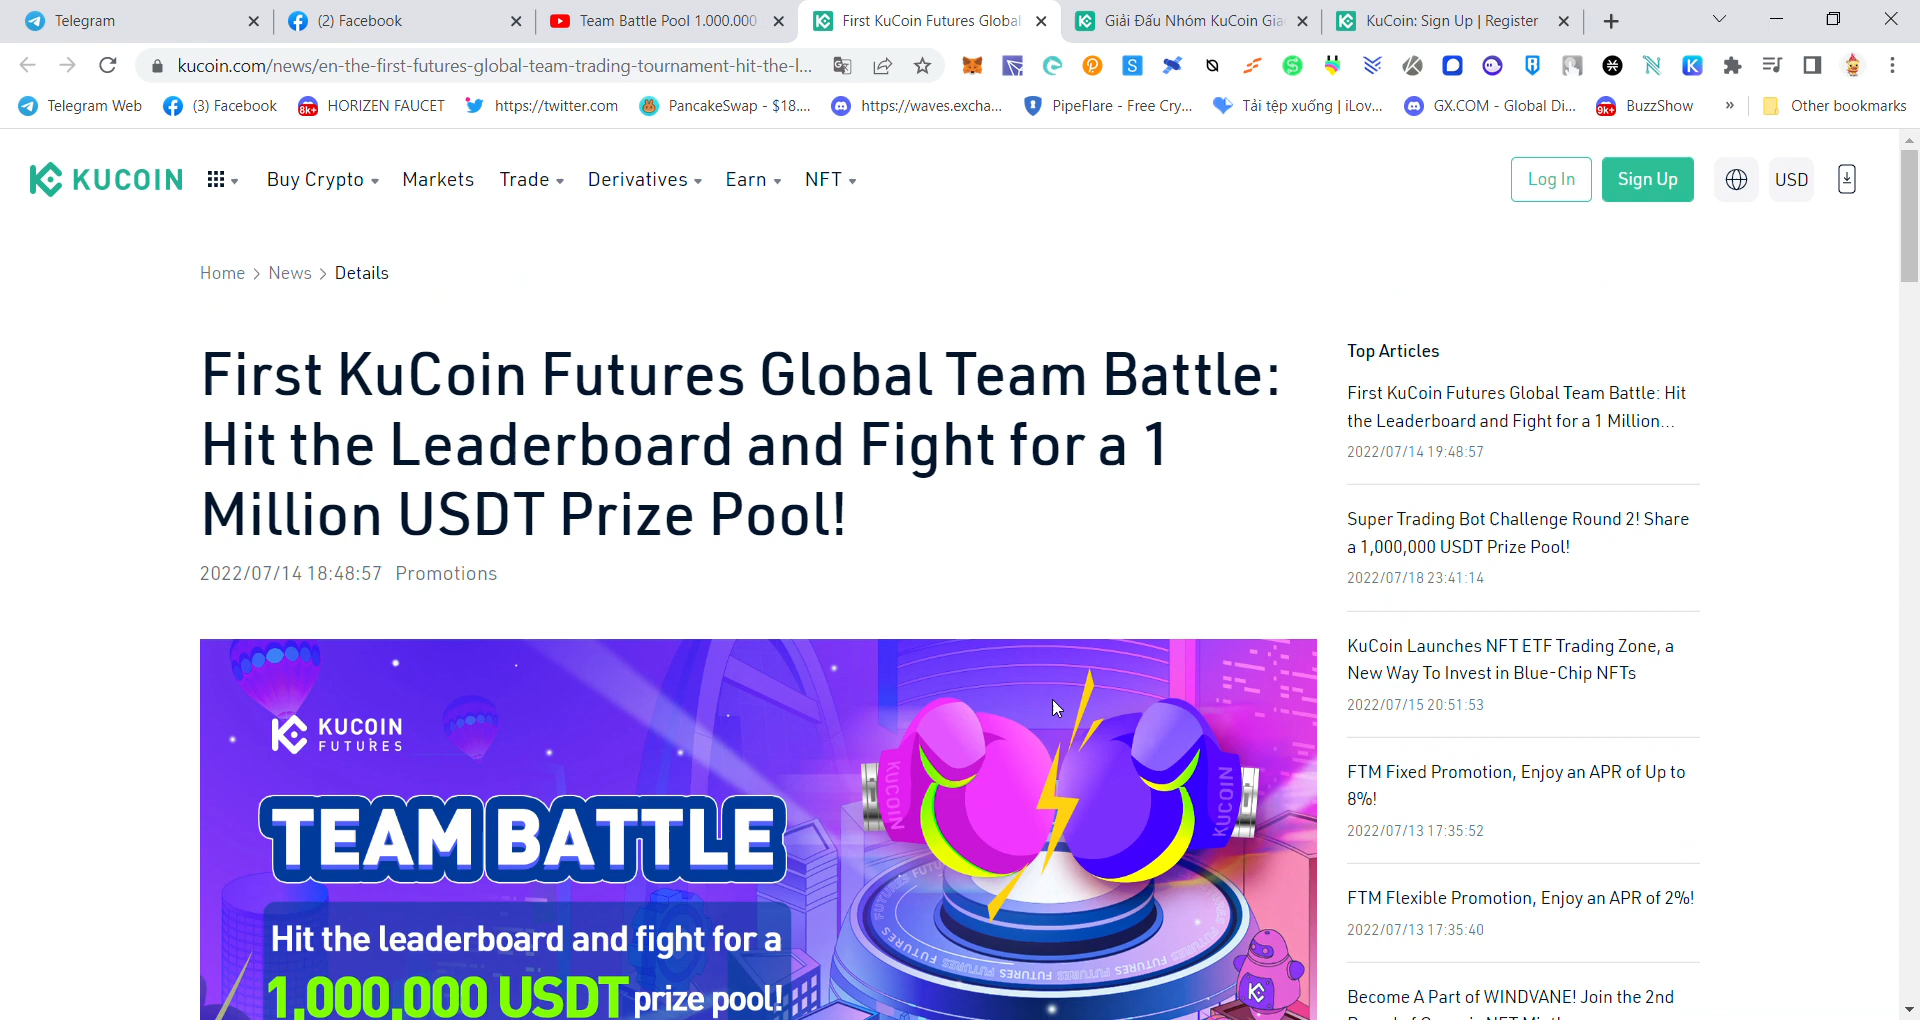 Telegram
(2) Facebook
Team Battle Pool 1.000.000
First KuCoin Futures Global
Giải Đấu Nhóm KuCoin Gia
KuCoin: Sign Up | Register
kucoin.com/news/en-the-first-futures-global-team-trading-tournament-hit-the-l...
Telegram Web
(3) Facebook
8k+
HORIZEN FAUCET
https://twitter.com
PancakeSwap - $18....
https://waves.excha...
PipeFlare - Free Cry...
Tải tệp xuống | iLov...
GX.COM - Global Di...
9k+
BuzzShow
»
Other bookmarks
KUCOIN
Buy Crypto
Markets
Trade
Derivatives
Earn
NFT
Log In
Sign Up
USD
Home > News > Details
First KuCoin Futures Global Team Battle:
Hit the Leaderboard and Fight for a 1
Million USDT Prize Pool!
2022/07/14 18:48:57 Promotions
KUCOIN
FUTURES
TEAM BATTLE
Hit the leaderboard and fight for a
1,000,000 USDT prize pool!
KUCOIN
KUCOIN
FUTURES FUTURES FUTURES FUTURES
Top Articles
First KuCoin Futures Global Team Battle: Hit
the Leaderboard and Fight for a 1 Million...
2022/07/14 19:48:57
Super Trading Bot Challenge Round 2! Share
a 1,000,000 USDT Prize Pool!
2022/07/18 23:41:14
KuCoin Launches NFT ETF Trading Zone, a
New Way To Invest in Blue-Chip NFTs
2022/07/15 20:51:53
FTM Fixed Promotion, Enjoy an APR of Up to
8%!
2022/07/13 17:35:52
FTM Flexible Promotion, Enjoy an APR of 2%!
2022/07/13 17:35:40
Become A Part of WINDVANE! Join the 2nd